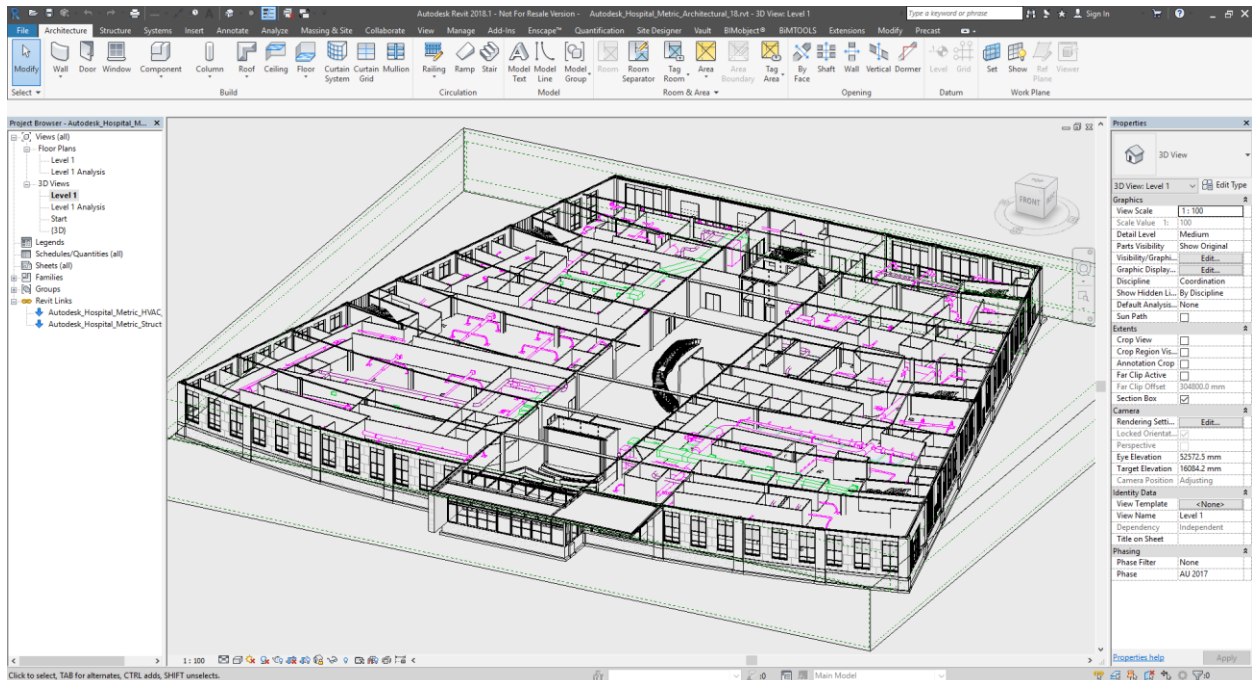 Autodesk Revit 2018.1 - Not For Resale Version - Autodesk_Hospital_Metric_Architectural_18.rvt - 3D View: Level 1
Type a keyword or phrase
Sign In
File Architecture Structure Systems Insert Annotate Analyze Massing & Site Collaborate View Manage Add-Ins Enscape™ Quantification Site Designer Vault BIMobject® BiMTOOLS Extensions Modify Precast
Modify Wall Door Window Component Column Roof Ceiling Floor Curtain System Curtain Grid Mullion Railing Ramp Stair Model Text Model Line Model Group Room Room Separator Tag Room Area Area Boundary Tag Area By Face Shaft Wall Vertical Dormer Level Grid Set Show Ref Plane Viewer
Select Build Circulation Model Room & Area Opening Datum Work Plane
Project Browser - Autodesk_Hospital_M...
Views (all)
Floor Plans
Level 1
Level 1 Analysis
3D Views
Level 1
Level 1 Analysis
Start
{3D}
Legends
Schedules/Quantities (all)
Sheets (all)
Families
Groups
Revit Links
Autodesk_Hospital_Metric_HVAC_
Autodesk_Hospital_Metric_Struct
TOP
FRONT
Properties
3D View
3D View: Level 1 Edit Type
Graphics
View Scale 1 : 100
Scale Value 1: 100
Detail Level Medium
Parts Visibility Show Original
Visibility/Graphi... Edit...
Graphic Display... Edit...
Discipline Coordination
Show Hidden Li... By Discipline
Default Analysis... None
Sun Path
Extents
Crop View
Crop Region Vis...
Annotation Crop
Far Clip Active
Far Clip Offset 304800.0 mm
Section Box
Camera
Rendering Setti... Edit...
Locked Orientat...
Perspective
Eye Elevation 52572.5 mm
Target Elevation 16084.2 mm
Camera Position Adjusting
Identity Data
View Template <None>
View Name Level 1
Dependency Independent
Title on Sheet
Phasing
Phase Filter None
Phase AU 2017
Properties help Apply
1 : 100
Click to select, TAB for alternates, CTRL adds, SHIFT unselects.
:0 Main Model :0